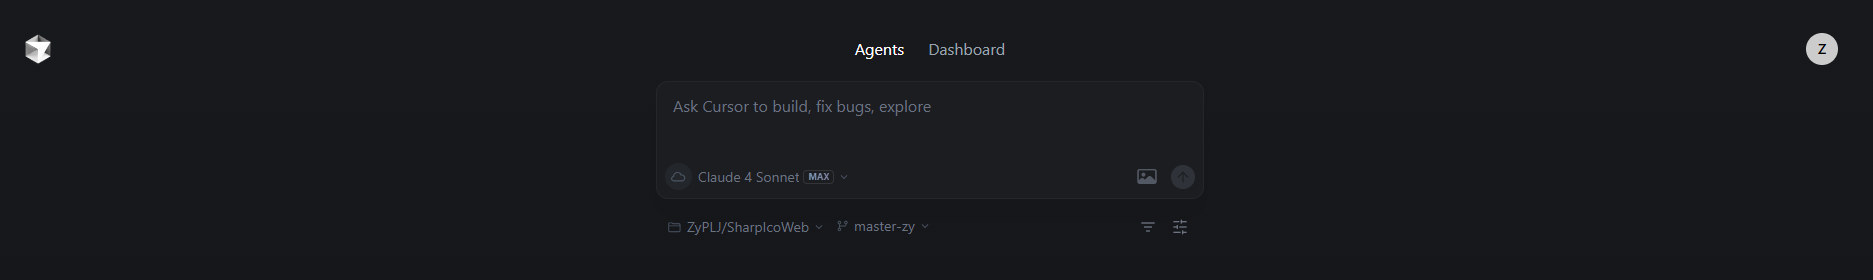 Agents Dashboard
Z
Ask Cursor to build, fix bugs, explore
Claude 4 Sonnet MAX
ZyPLJ/SharpIcoWeb master-zy